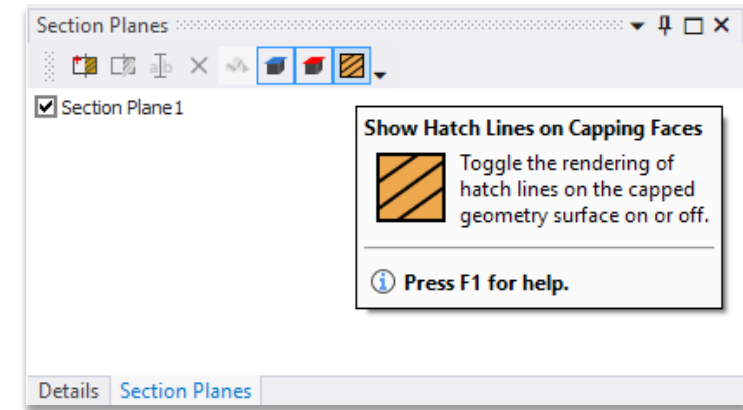 Section Planes
Section Plane1
Show Hatch Lines on Capping Faces
Toggle the rendering of
hatch lines on the capped
geometry surface on or off.
Press F1 for help.
Details Section Planes